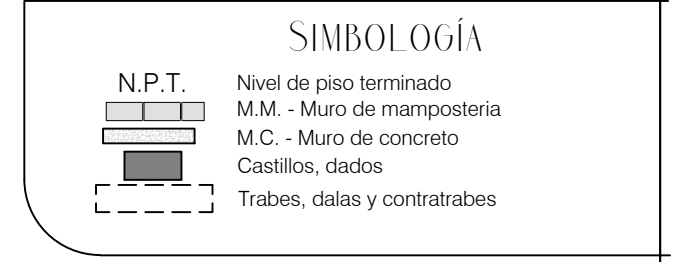 SIMBOLOGÍA
N.P.T. Nivel de piso terminado
M.M. - Muro de mamposteria
M.C. - Muro de concreto
Castillos, dados
Trabes, dalas y contratrabes